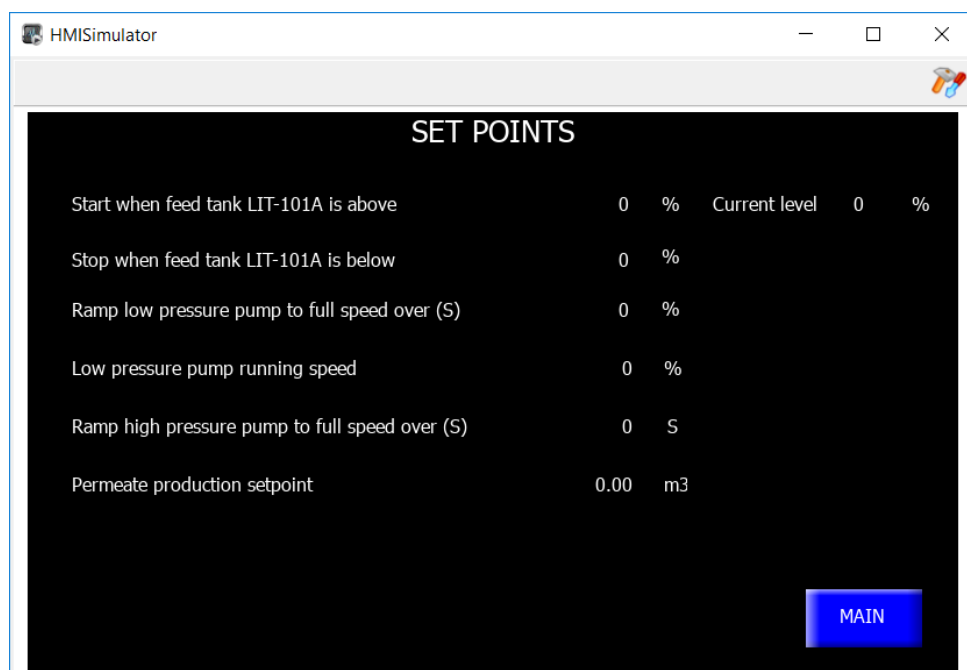 HMISimulator
SET POINTS
Start when feed tank LIT-101A is above 0 % Current level 0 %
Stop when feed tank LIT-101A is below 0 %
Ramp low pressure pump to full speed over (S) 0 %
Low pressure pump running speed 0 %
Ramp high pressure pump to full speed over (S) 0 S
Permeate production setpoint 0.00 m3
MAIN